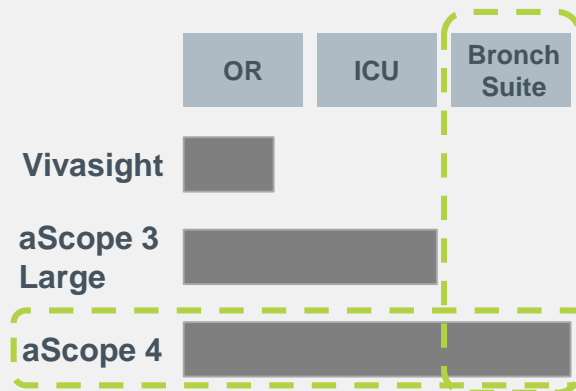 OR
ICU
Bronch
Suite
Vivasight
aScope 3
Large
aScope 4